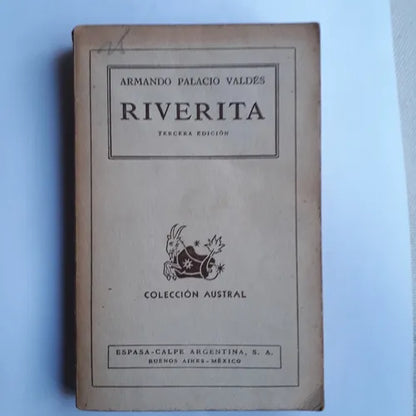 ARMANDO PALACIO VALDÉS
RIVERITA
TERCERA EDICIÓN
COLECCIÓN AUSTRAL
ESPASA-CALPE ARGENTINA, S. A.
BUENOS AIRES-MÉXICO